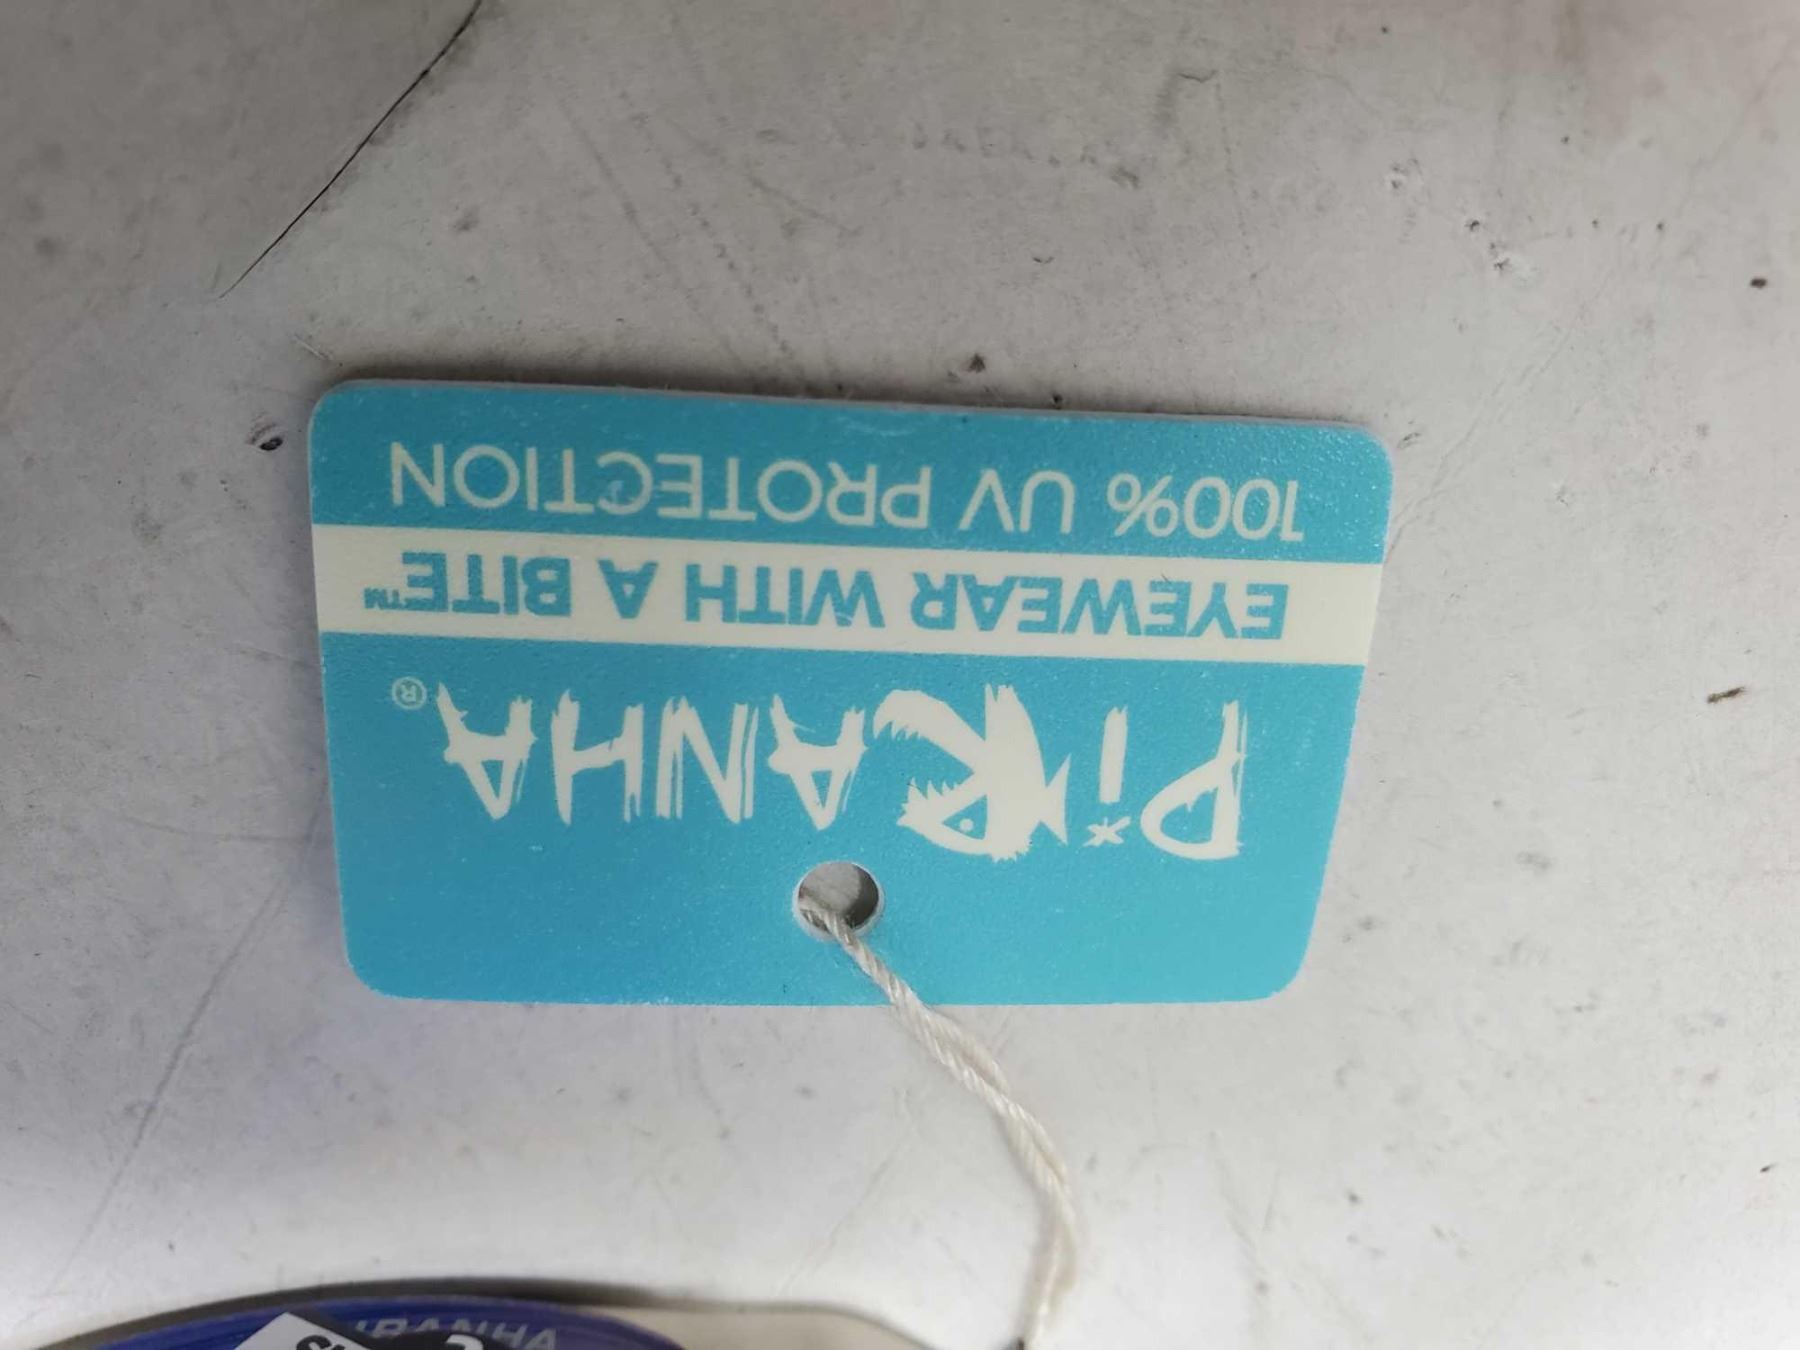 PiRANHA®
EYEWEAR WITH A BITE™
100% UV PROTECTION